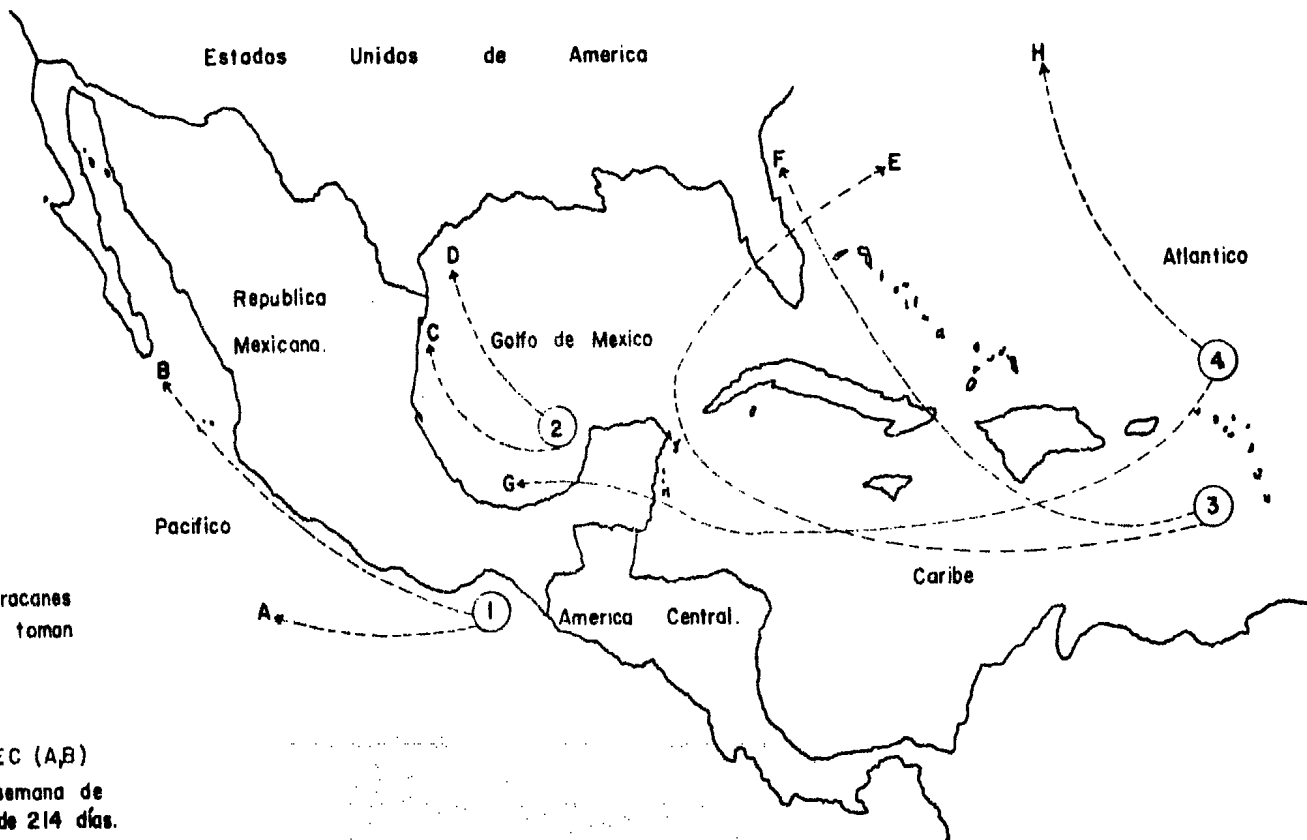 Estados Unidos de America
H
F
E
D
Atlantico
Republica
Mexicana.
C
Golfo de Mexico
B
4
2
G
3
Pacifico
Caribe
racanes
toman
A
1
America Central.
EC (A,B)
semana de
de 214 días.